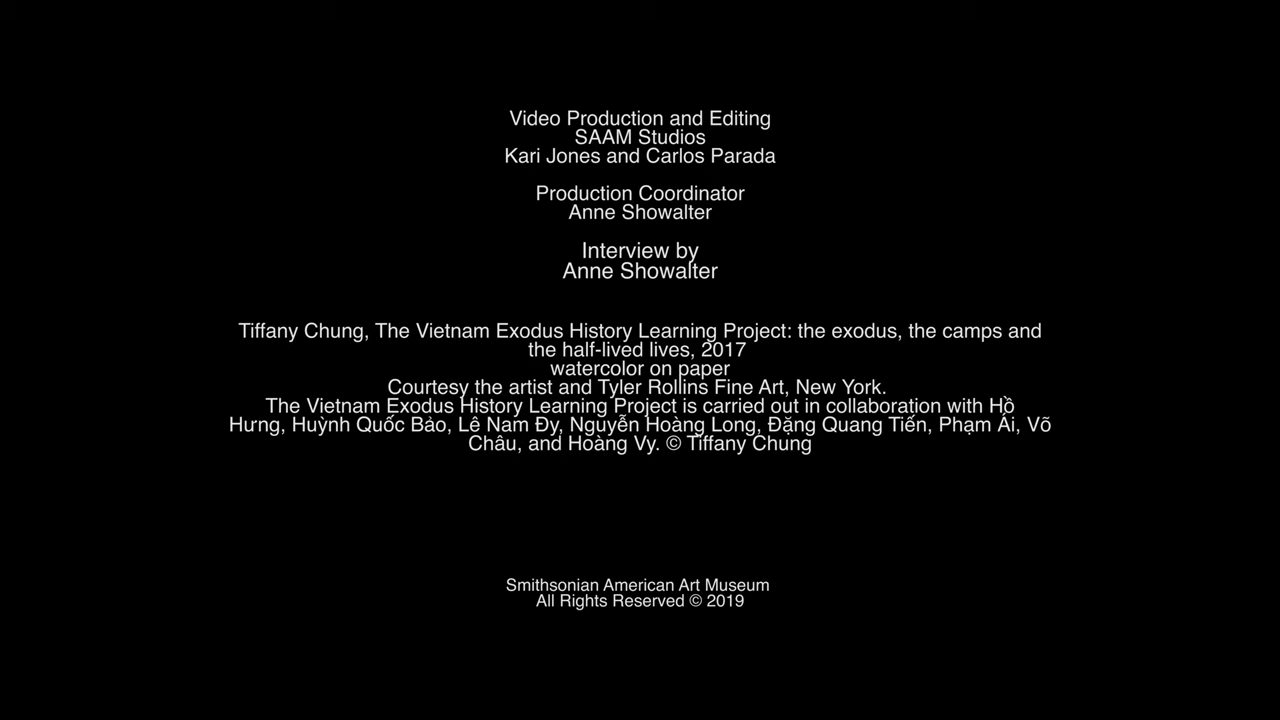 Video Production and Editing
SAAM Studios
Kari Jones and Carlos Parada
Production Coordinator
Anne Showalter
Interview by
Anne Showalter
Tiffany Chung, The Vietnam Exodus History Learning Project: the exodus, the camps and
the half-lived lives, 2017
watercolor on paper
Courtesy the artist and Tyler Rollins Fine Art, New York.
The Vietnam Exodus History Learning Project is carried out in collaboration with Hồ
Hưng, Huỳnh Quốc Bảo, Lê Nam Đy, Nguyễn Hoàng Long, Đặng Quang Tiến, Phạm Ái, Võ
Châu, and Hoàng Vy. © Tiffany Chung
Smithsonian American Art Museum
All Rights Reserved © 2019